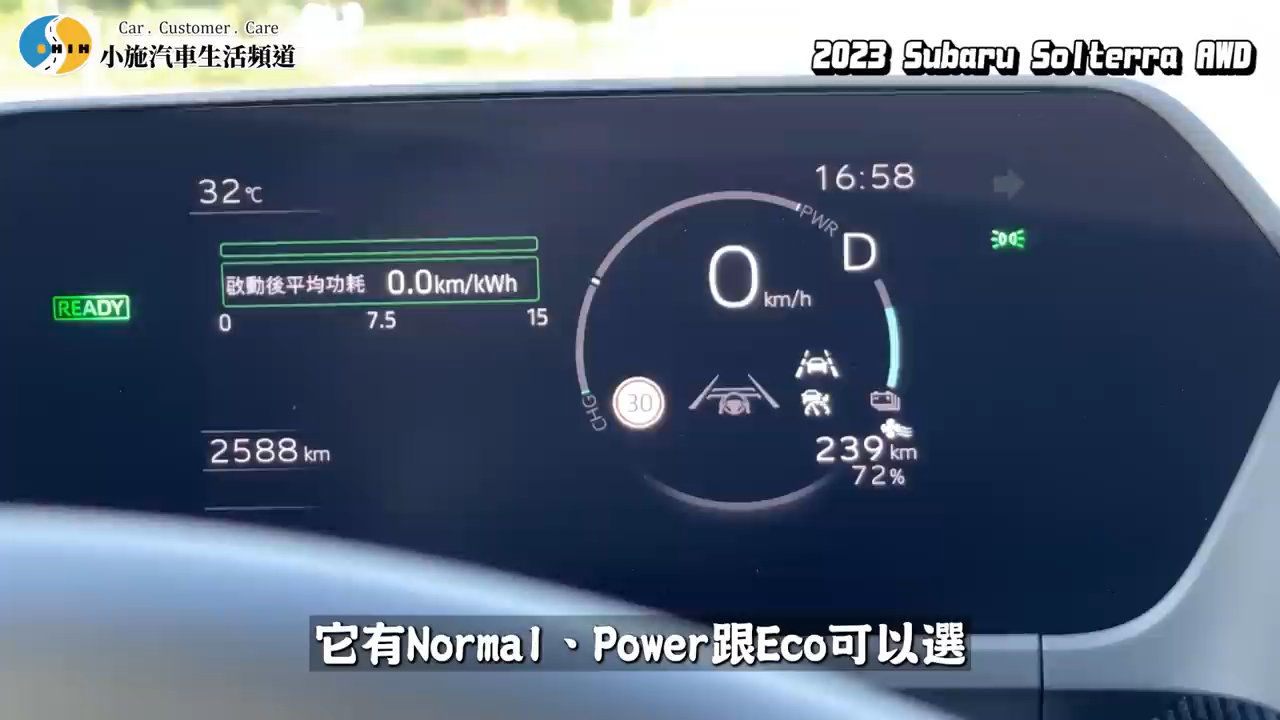 Car . Customer . Care
SHIH
小施汽車生活頻道
2023 Subaru Solterra AWD
32℃
16:58
PWR
D
0 km/h
啟動後平均功耗 0.0km/kWh
0 7.5 15
READY
30
CHG
2588 km
239 km
72%
它有Normal、Power跟Eco可以選